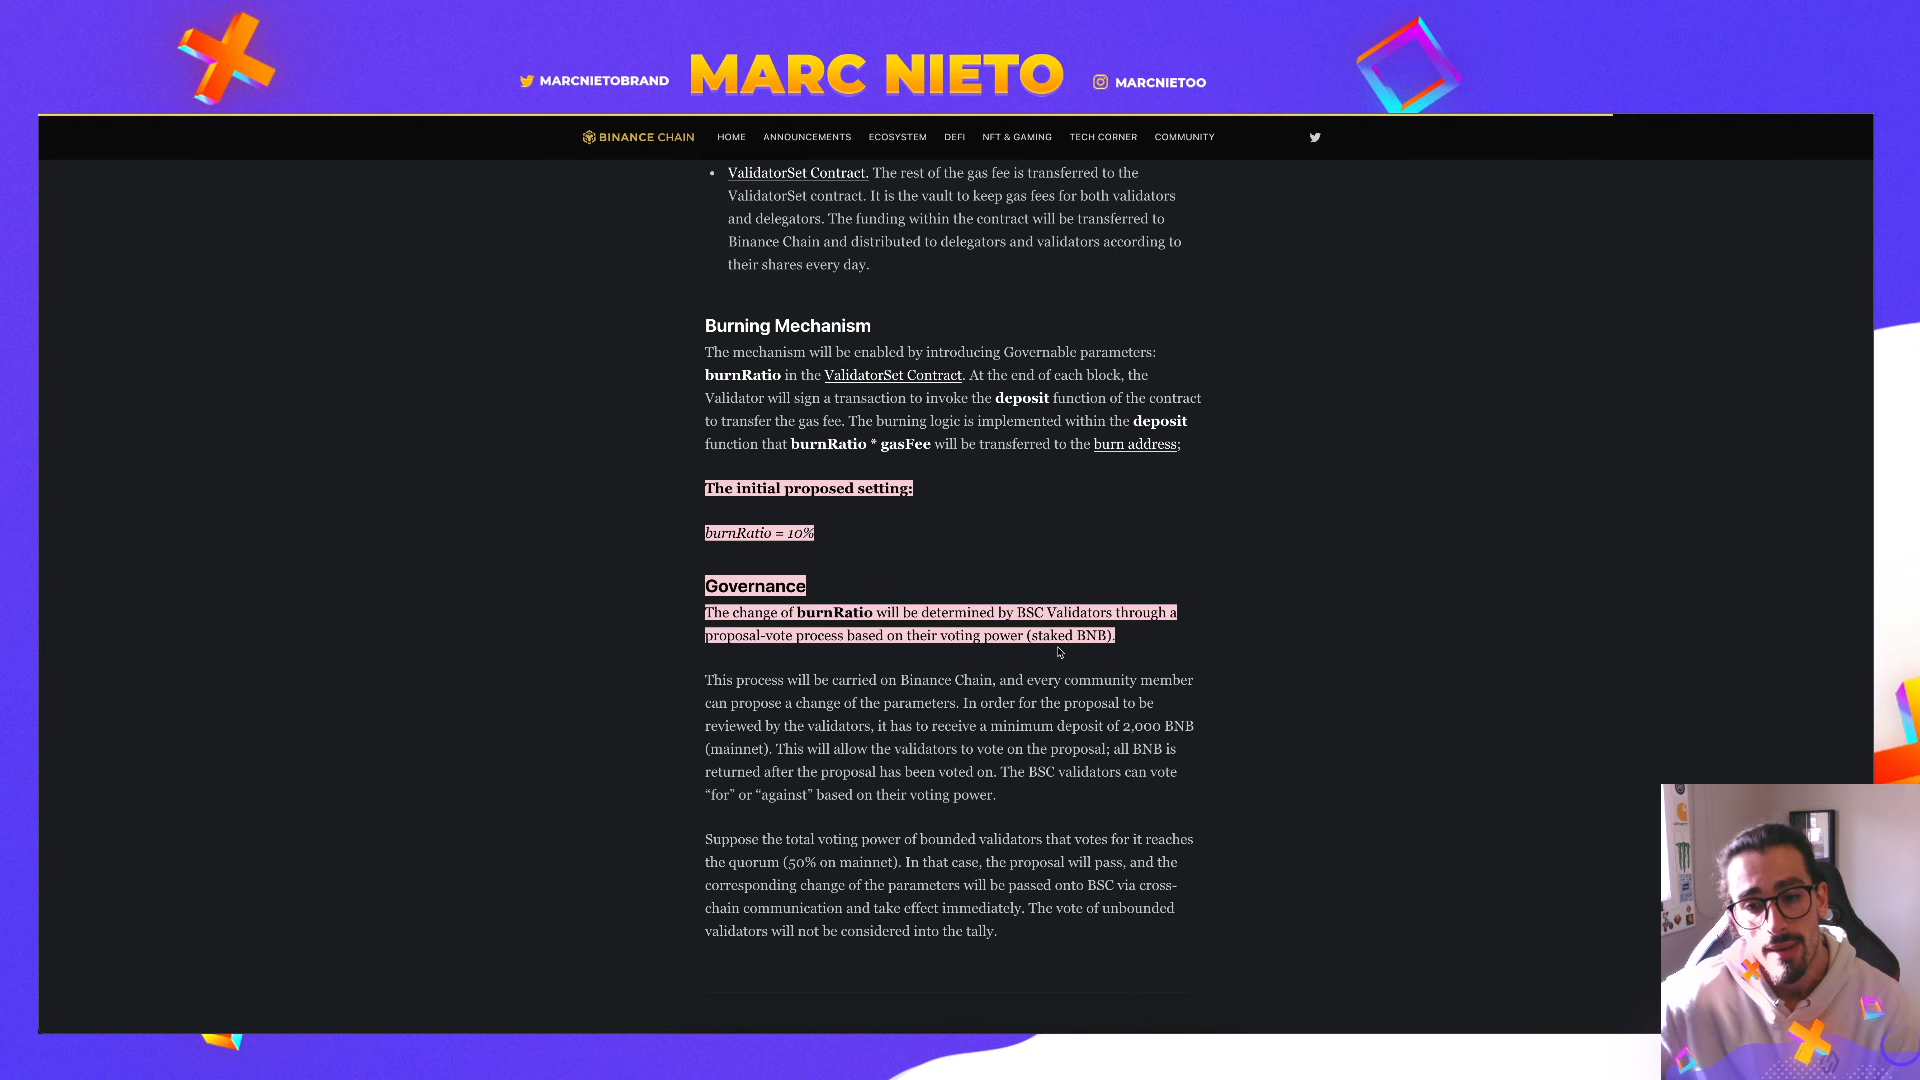 MARCNIETOBRAND
MARC NIETO
MARCNIETOO
BINANCE CHAIN
HOME
ANNOUNCEMENTS
ECOSYSTEM
DEFI
NFT & GAMING
TECH CORNER
COMMUNITY
• ValidatorSet Contract. The rest of the gas fee is transferred to the
ValidatorSet contract. It is the vault to keep gas fees for both validators
and delegators. The funding within the contract will be transferred to
Binance Chain and distributed to delegators and validators according to
their shares every day.
Burning Mechanism
The mechanism will be enabled by introducing Governable parameters:
burnRatio in the ValidatorSet Contract. At the end of each block, the
Validator will sign a transaction to invoke the deposit function of the contract
to transfer the gas fee. The burning logic is implemented within the deposit
function that burnRatio * gasFee will be transferred to the burn address;
The initial proposed setting:
burnRatio = 10%
Governance
The change of burnRatio will be determined by BSC Validators through a
proposal-vote process based on their voting power (staked BNB).
This process will be carried on Binance Chain, and every community member
can propose a change of the parameters. In order for the proposal to be
reviewed by the validators, it has to receive a minimum deposit of 2,000 BNB
(mainnet). This will allow the validators to vote on the proposal; all BNB is
returned after the proposal has been voted on. The BSC validators can vote
“for” or “against” based on their voting power.
Suppose the total voting power of bounded validators that votes for it reaches
the quorum (50% on mainnet). In that case, the proposal will pass, and the
corresponding change of the parameters will be passed onto BSC via cross-
chain communication and take effect immediately. The vote of unbounded
validators will not be considered into the tally.